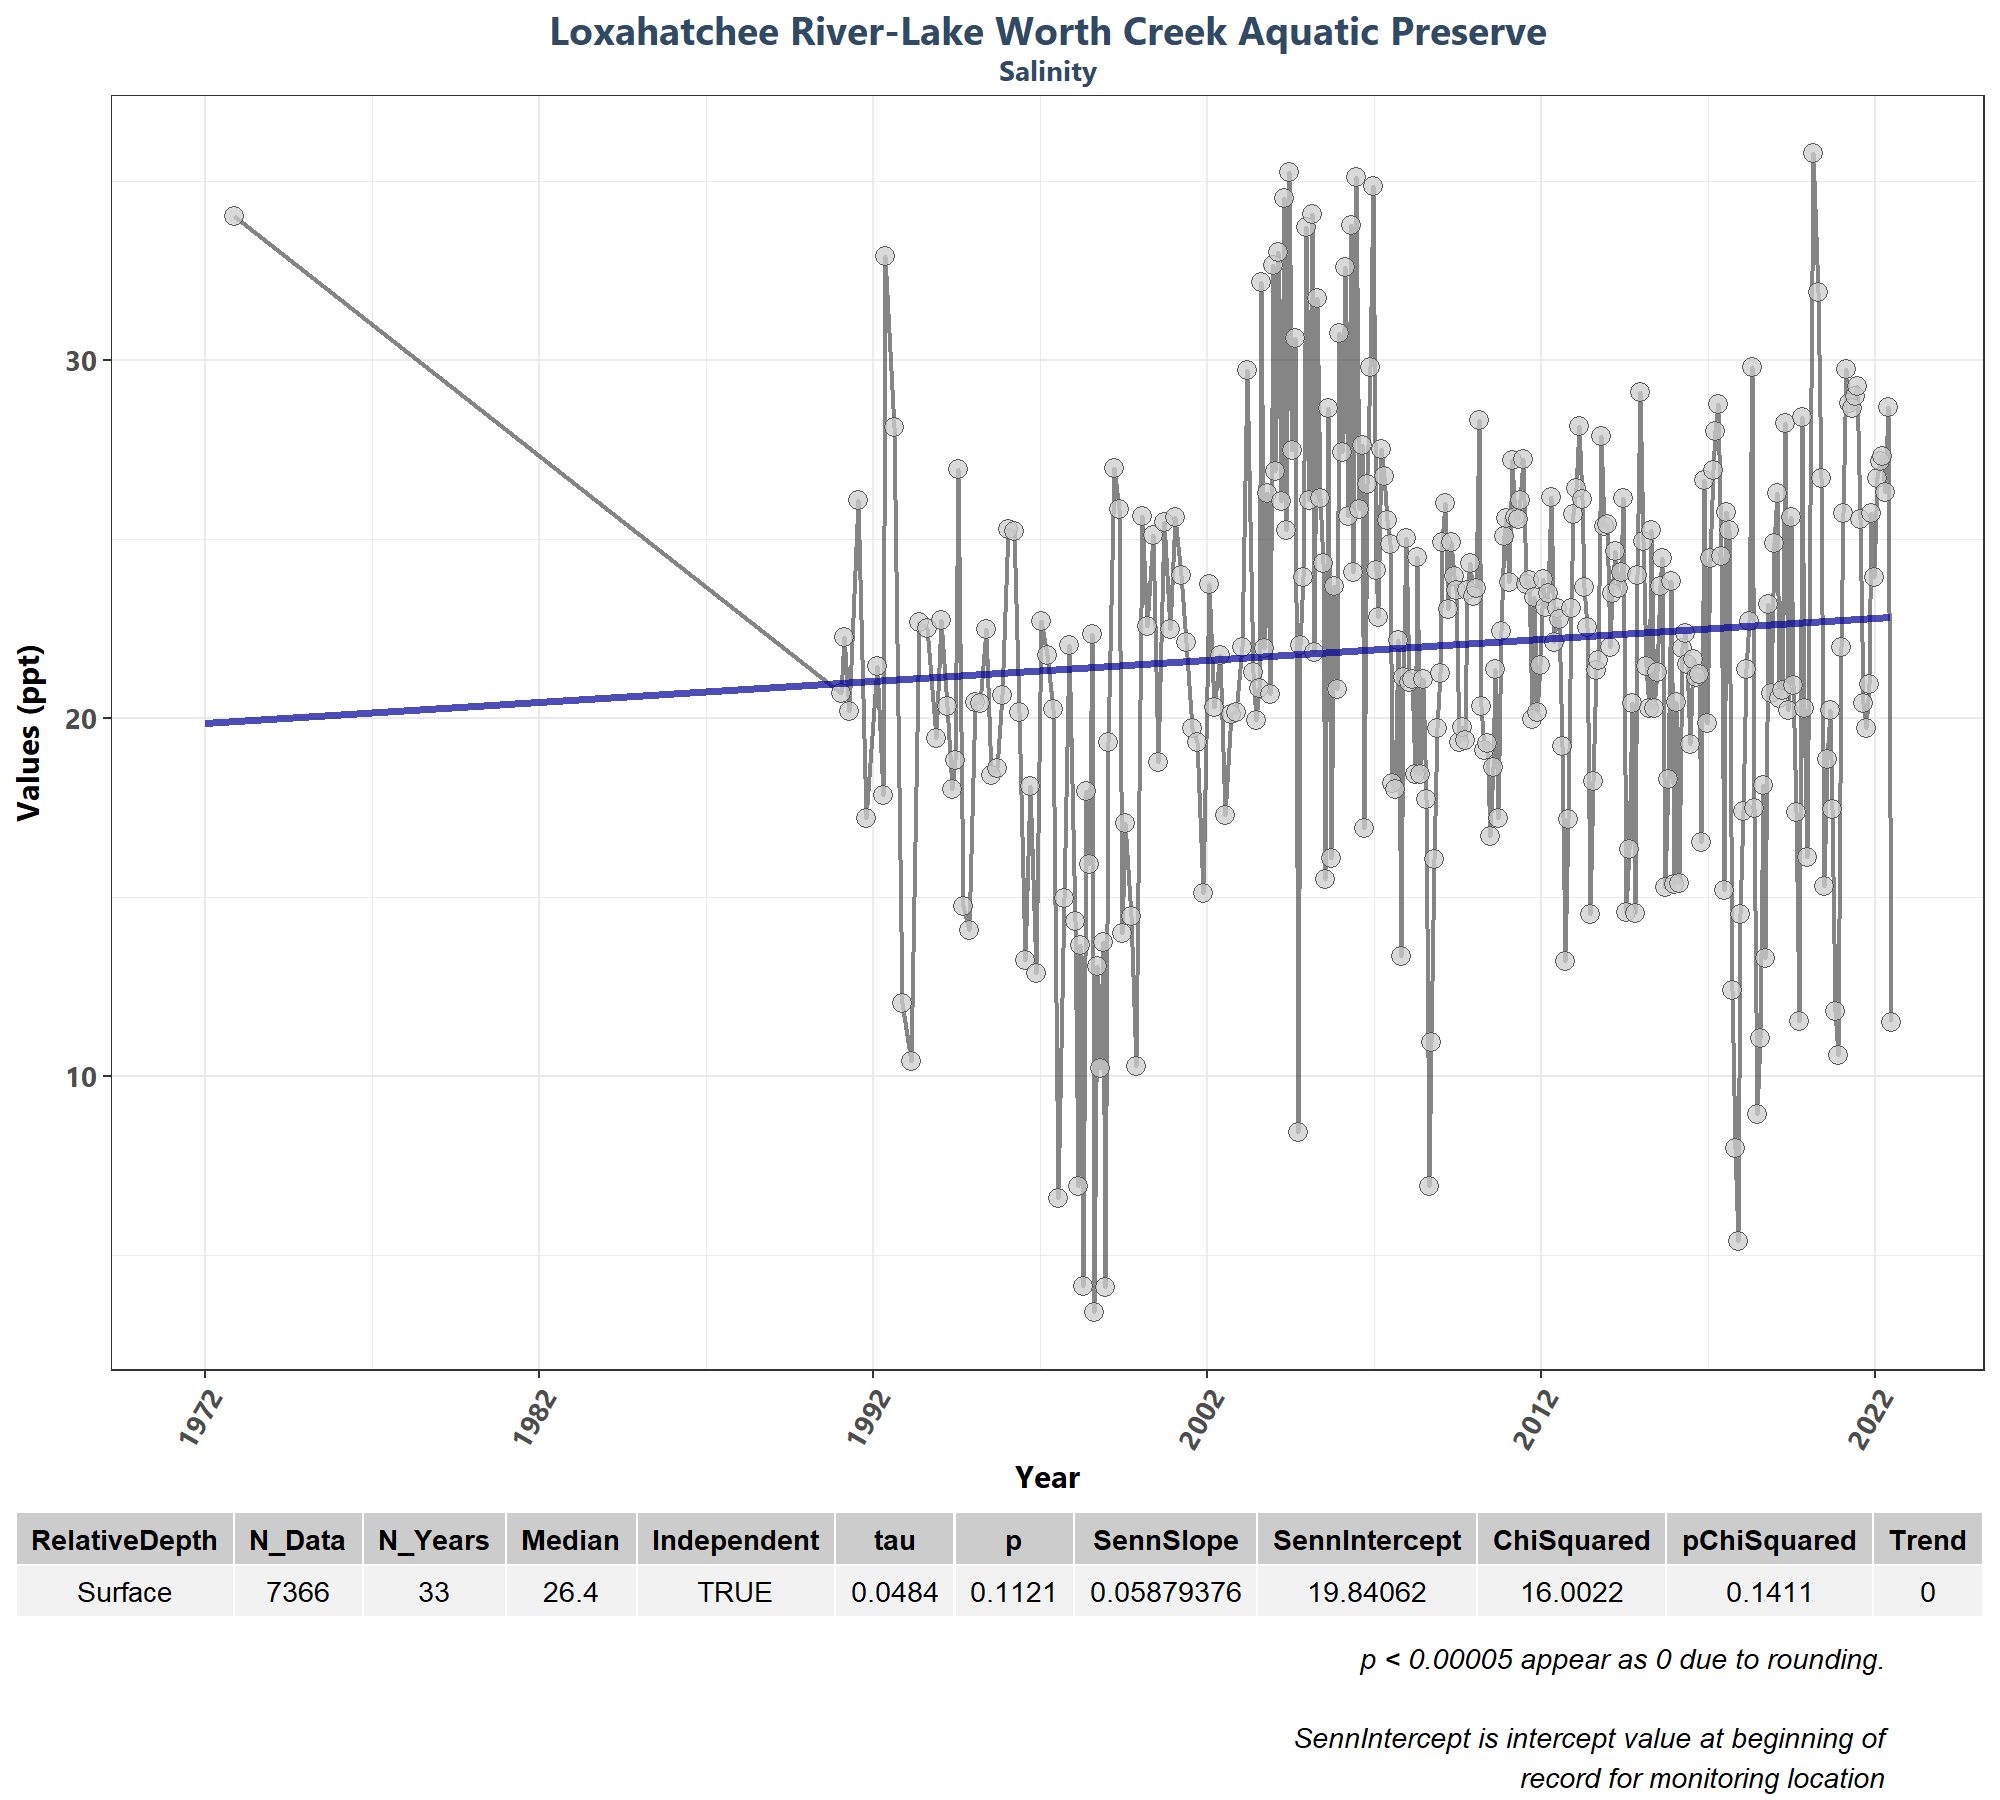 Loxahatchee River-Lake Worth Creek Aquatic Preserve
Salinity
Values (ppt)
30
20
10
1972 1982 1992 2002 2012 2022
Year
RelativeDepth N_Data N_Years Median Independent tau p SennSlope SennIntercept ChiSquared pChiSquared Trend
Surface 7366 33 26.4 TRUE 0.0484 0.1121 0.05879376 19.84062 16.0022 0.1411 0
p < 0.00005 appear as 0 due to rounding.
SennIntercept is intercept value at beginning of
record for monitoring location